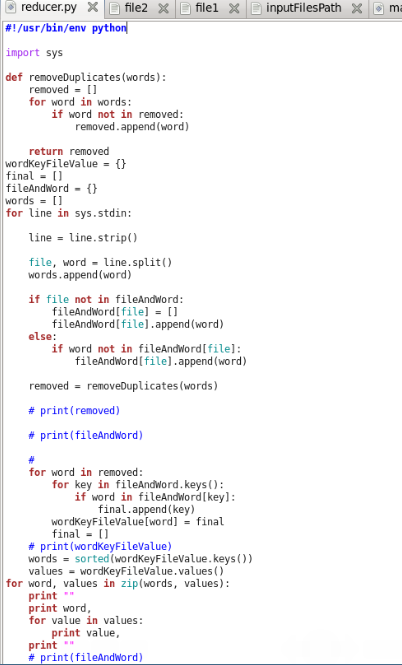 reducer.py
file2
file1
inputFilesPath
#!/usr/bin/env python
import sys
def removeDuplicates(words):
    removed = []
    for word in words:
        if word not in removed:
            removed.append(word)
    return removed
wordKeyFileValue = {}
final = []
fileAndWord = {}
words = []
for line in sys.stdin:
    line = line.strip()
    file, word = line.split()
    words.append(word)
    if file not in fileAndWord:
        fileAndWord[file] = []
        fileAndWord[file].append(word)
    else:
        if word not in fileAndWord[file]:
            fileAndWord[file].append(word)
    removed = removeDuplicates(words)
    # print(removed)
    # print(fileAndWord)
    #
    for word in removed:
        for key in fileAndWord.keys():
            if word in fileAndWord[key]:
                final.append(key)
        wordKeyFileValue[word] = final
        final = []
    # print(wordKeyFileValue)
    words = sorted(wordKeyFileValue.keys())
    values = wordKeyFileValue.values()
for word, values in zip(words, values):
    print ""
    print word,
    for value in values:
        print value,
    print ""
    # print(fileAndWord)